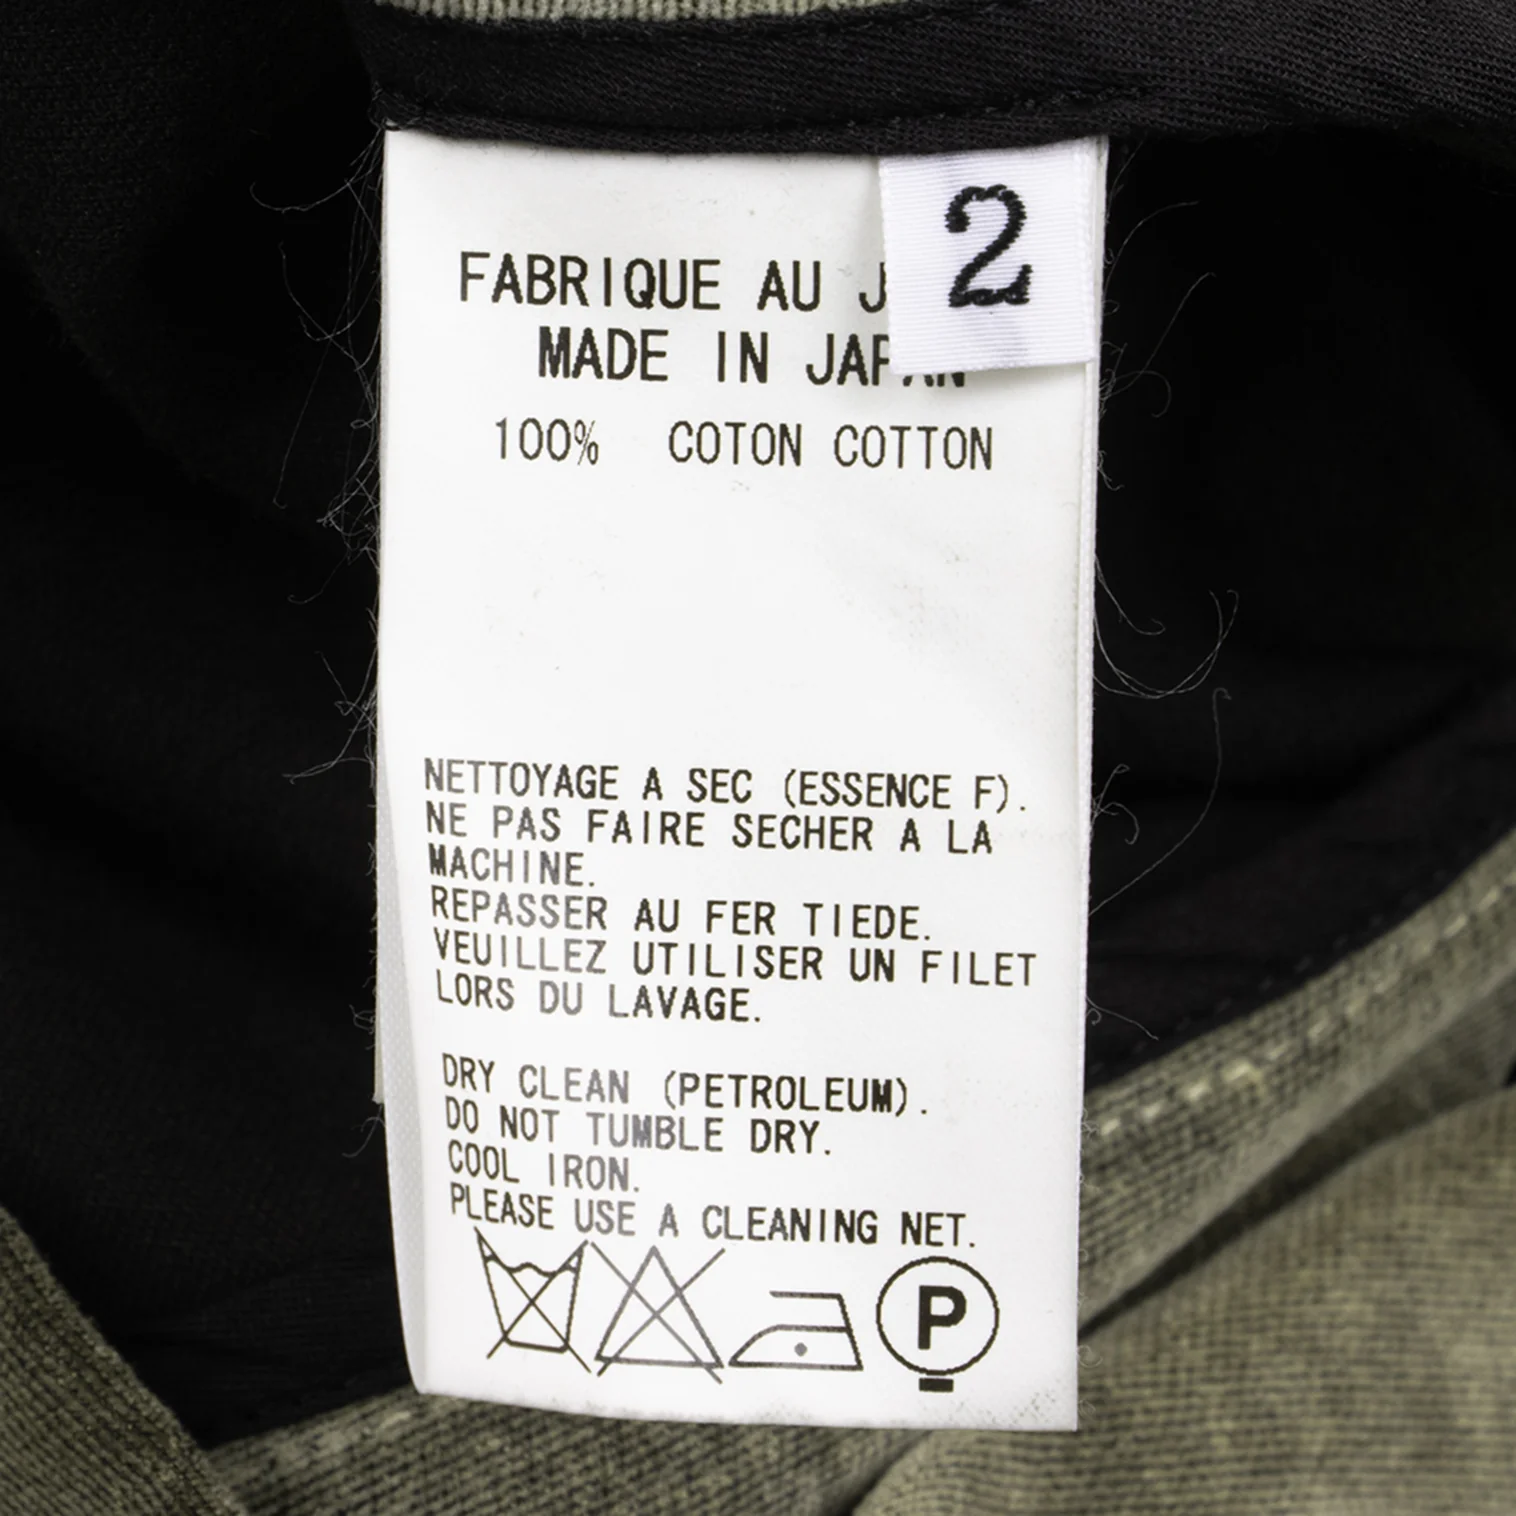 2
FABRIQUE AU
MADE IN JAPAN
100% COTON COTTON
NETTOYAGE A SEC (ESSENCE F).
NE PAS FAIRE SECHER A LA
MACHINE.
REPASSER AU FER TIEDE.
VEUILLEZ UTILISER UN FILET
LORS DU LAVAGE.
DRY CLEAN (PETROLEUM).
DO NOT TUMBLE DRY.
COOL IRON.
PLEASE USE A CLEANING NET.
P